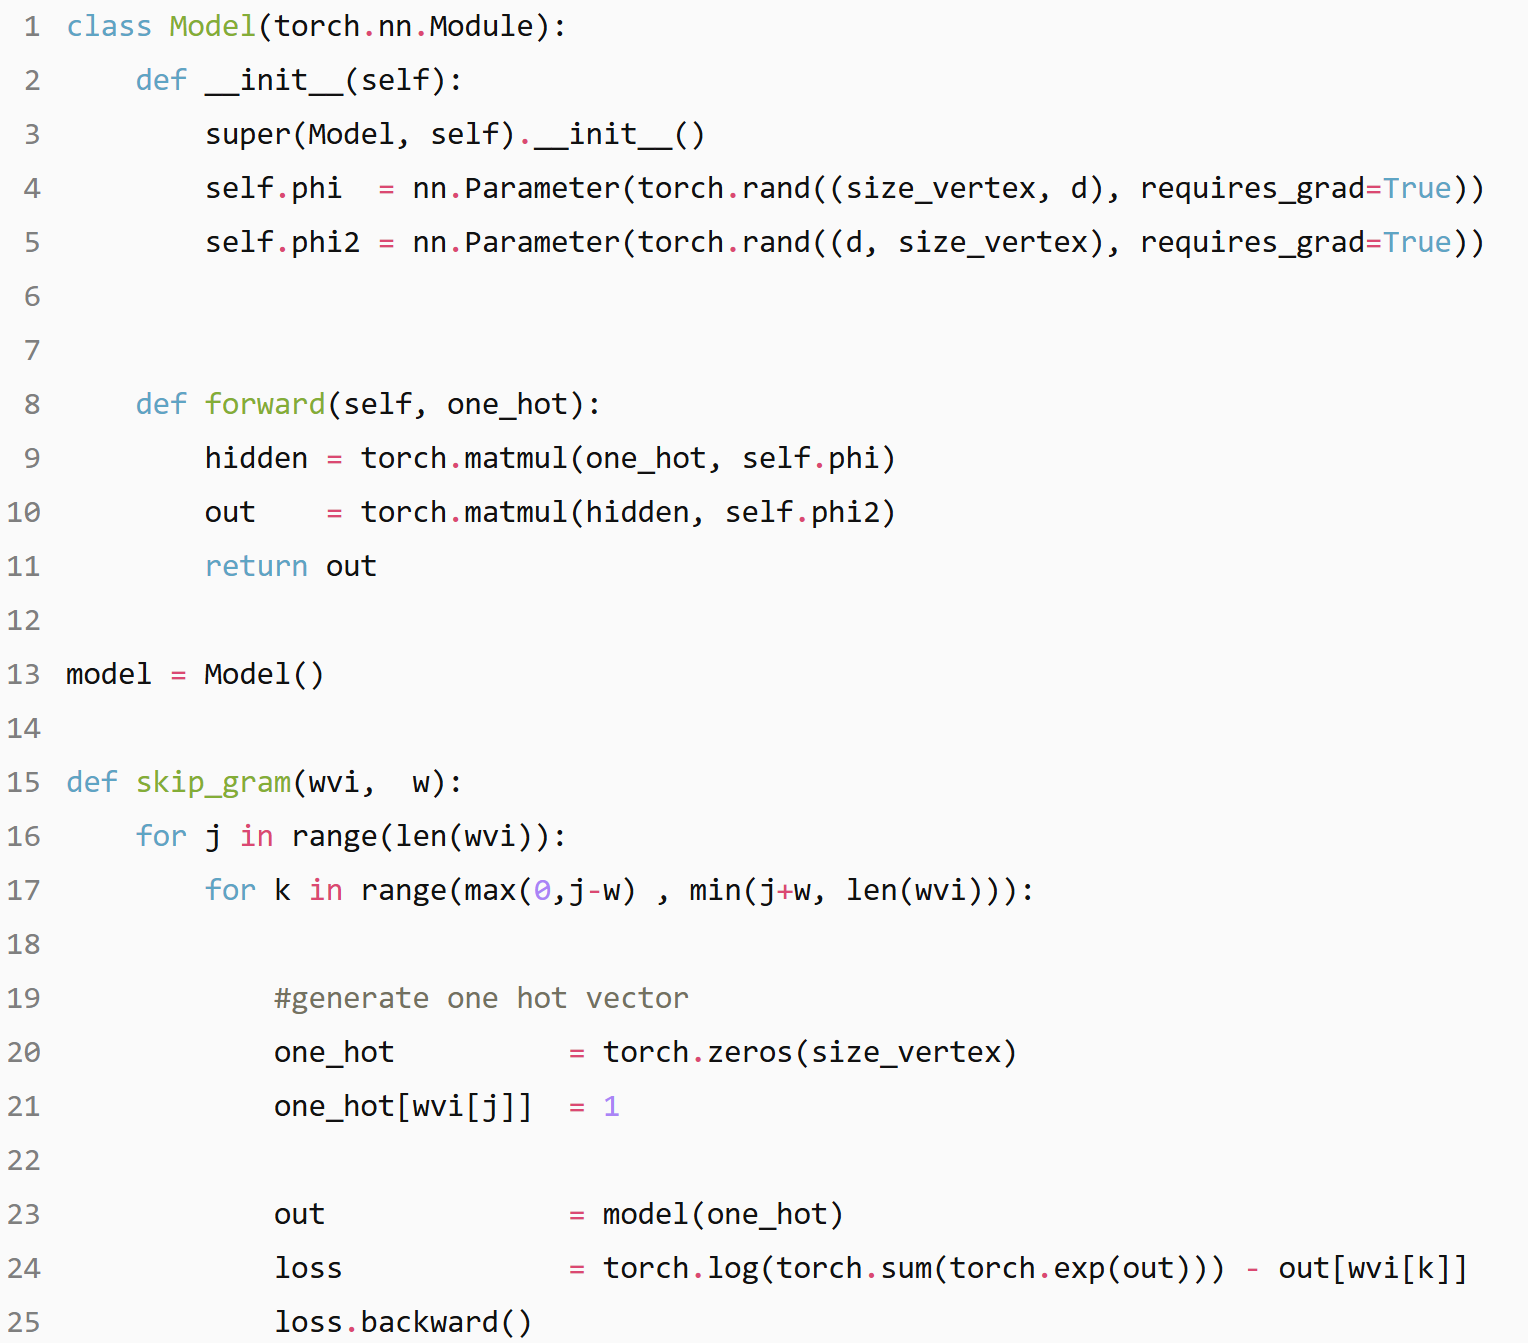 1 class Model(torch.nn.Module):
2     def __init__(self):
3         super(Model, self).__init__()
4         self.phi  = nn.Parameter(torch.rand((size_vertex, d), requires_grad=True))
5         self.phi2 = nn.Parameter(torch.rand((d, size_vertex), requires_grad=True))
6
7
8     def forward(self, one_hot):
9         hidden = torch.matmul(one_hot, self.phi)
10         out    = torch.matmul(hidden, self.phi2)
11         return out
12
13 model = Model()
14
15 def skip_gram(wvi,  w):
16     for j in range(len(wvi)):
17         for k in range(max(0,j-w) , min(j+w, len(wvi))):
18
19             #generate one hot vector
20             one_hot          = torch.zeros(size_vertex)
21             one_hot[wvi[j]]  = 1
22
23             out              = model(one_hot)
24             loss             = torch.log(torch.sum(torch.exp(out))) - out[wvi[k]]
25             loss.backward()